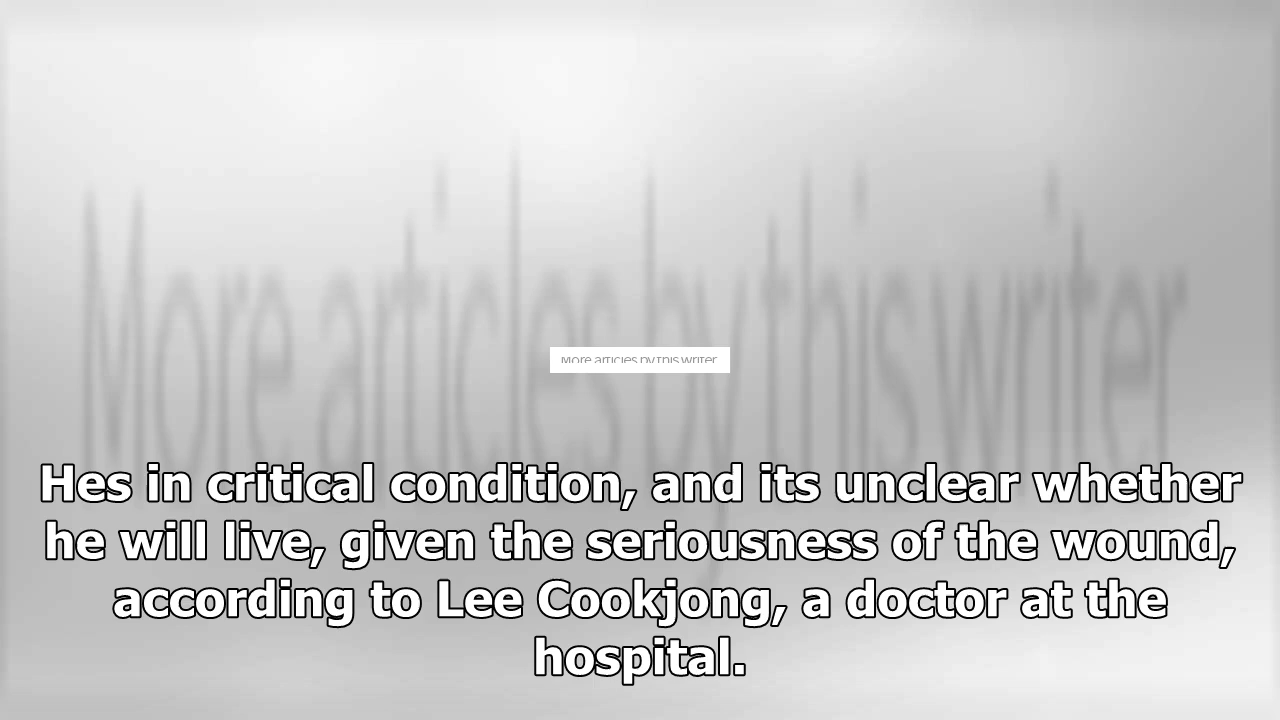 More articles by this writer
More articles by this writer
Hes in critical condition, and its unclear whether
he will live, given the seriousness of the wound,
according to Lee Cookjong, a doctor at the
hospital.